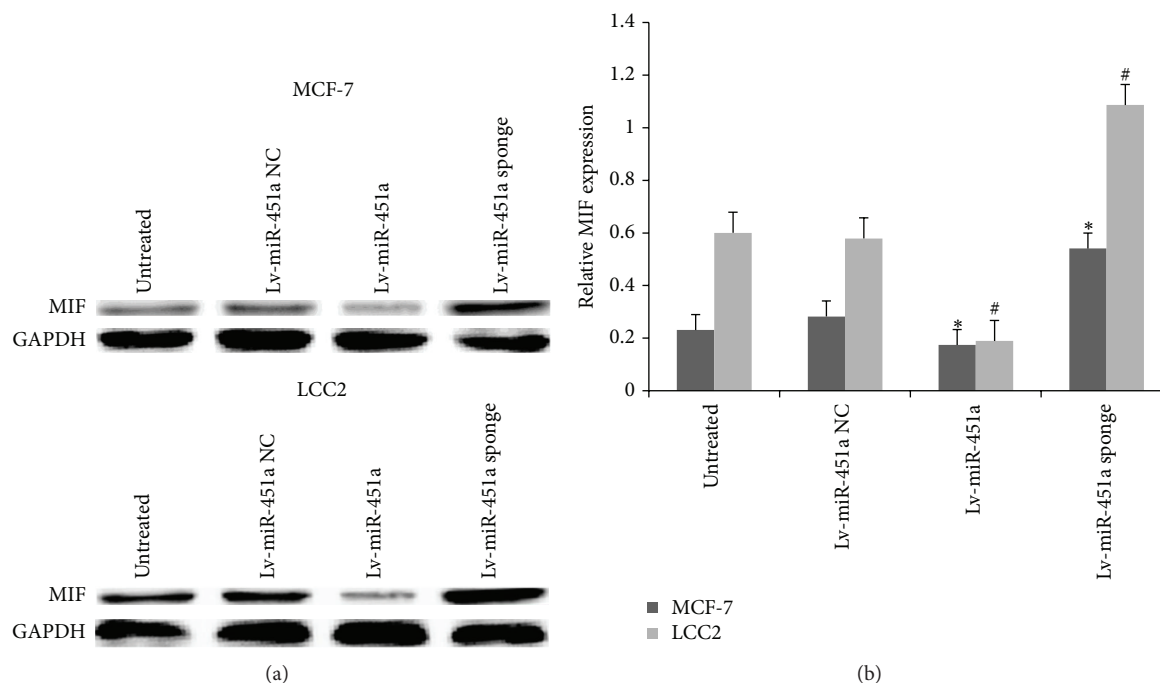 MCF-7
Untreated
Lv-miR-451a NC
Lv-miR-451a
Lv-miR-451a sponge
MIF
GAPDH
LCC2
Untreated
Lv-miR-451a NC
Lv-miR-451a
Lv-miR-451a sponge
MIF
GAPDH
(a)
Relative MIF expression
1.4
1.2
1
0.8
0.6
0.4
0.2
0
*
#
*
#
Untreated
Lv-miR-451a NC
Lv-miR-451a
Lv-miR-451a sponge
MCF-7
LCC2
(b)